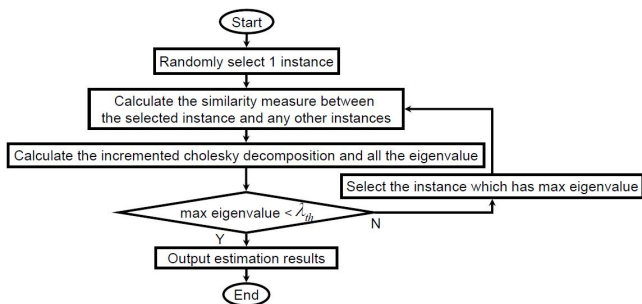 Start
Randomly select 1 instance
Calculate the similarity measure between
the selected instance and any other instances
Calculate the incremented cholesky decomposition and all the eigenvalue
Select the instance which has max eigenvalue
max eigenvalue < λth
N
Y
Output estimation results
End